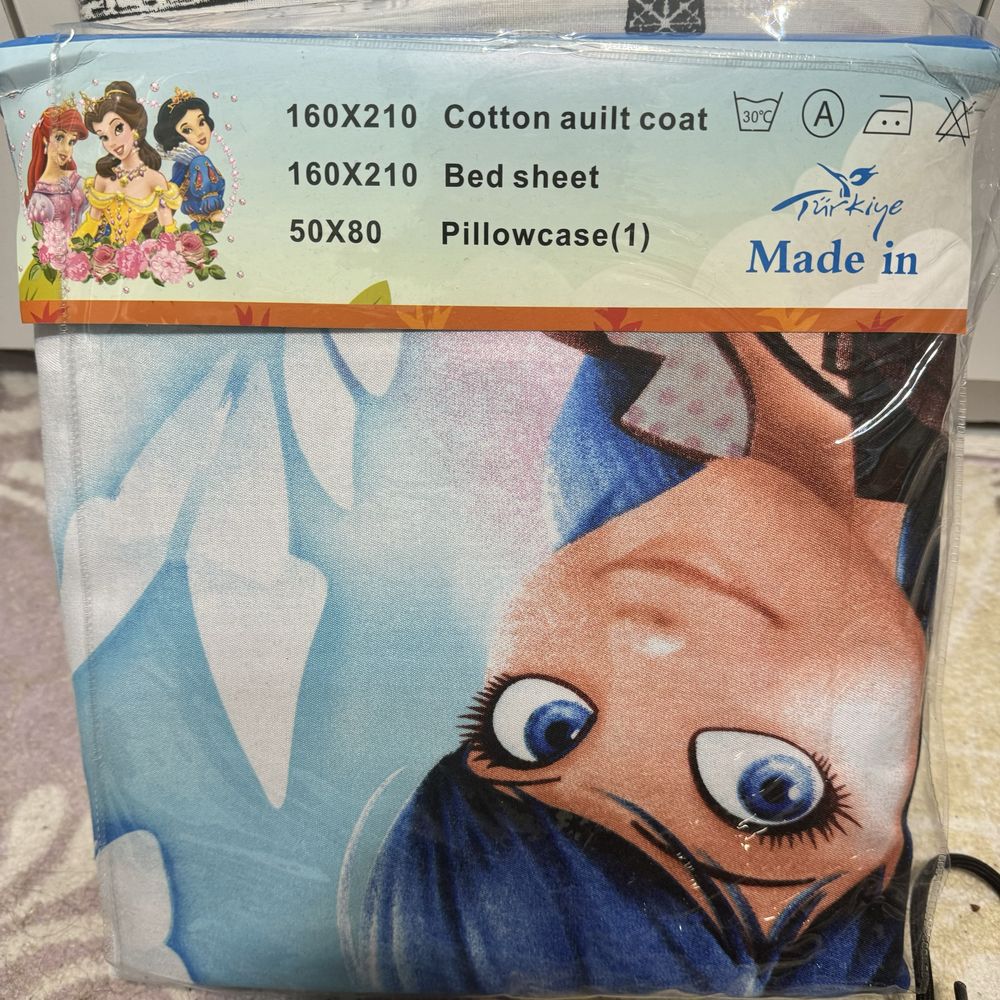 160X210 Cotton auilt coat
160X210 Bed sheet
50X80 Pillowcase(1)
30°C
A
Türkiye
Made in